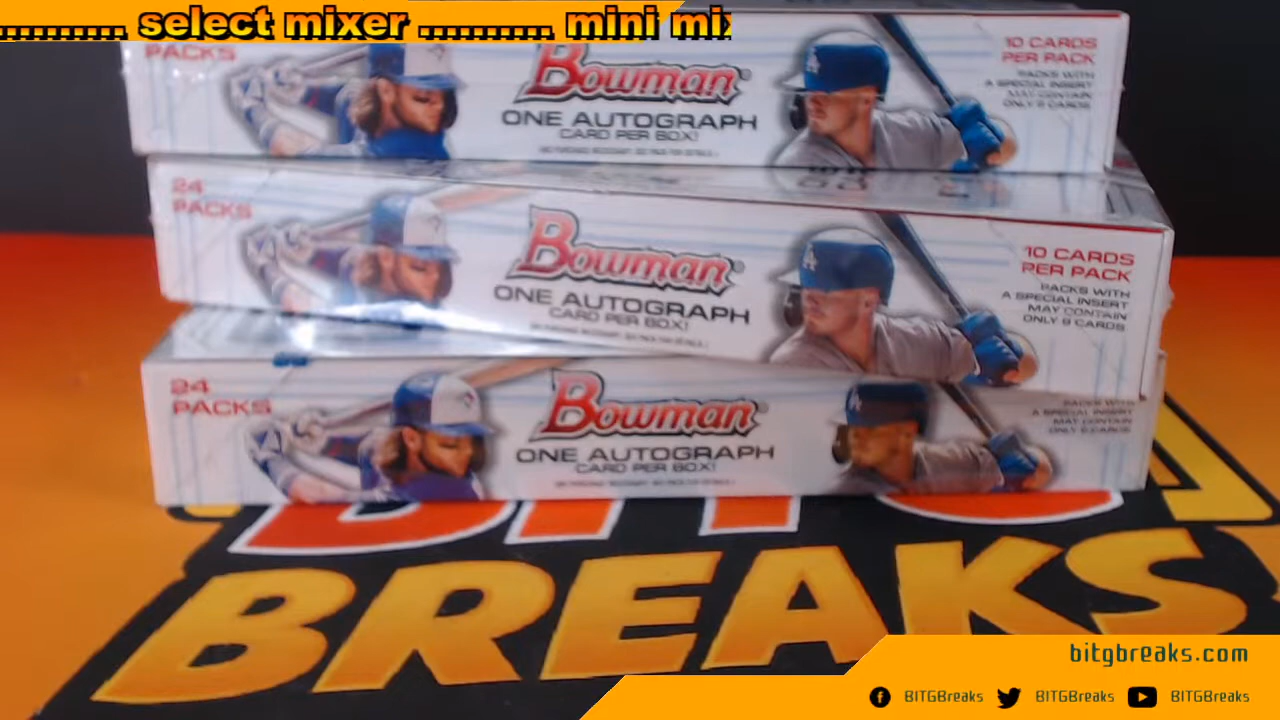 .......... select mixer .......... mini mix
PACKS
Bowman
ONE AUTOGRAPH
CARD PER BOX!
10 CARDS
PER PACK
PACKS WITH
A SPECIAL INSERT
MAY CONTAIN
ONLY 9 CARDS
24
PACKS
Bowman
ONE AUTOGRAPH
CARD PER BOX!
10 CARDS
PER PACK
PACKS WITH
A SPECIAL INSERT
MAY CONTAIN
ONLY 9 CARDS
24
PACKS
Bowman
ONE AUTOGRAPH
CARD PER BOX!
PACKS WITH
A SPECIAL INSERT
MAY CONTAIN
ONLY 9 CARDS
BREAKS
bitgbreaks.com
BITGBreaks BITGBreaks BITGBreaks